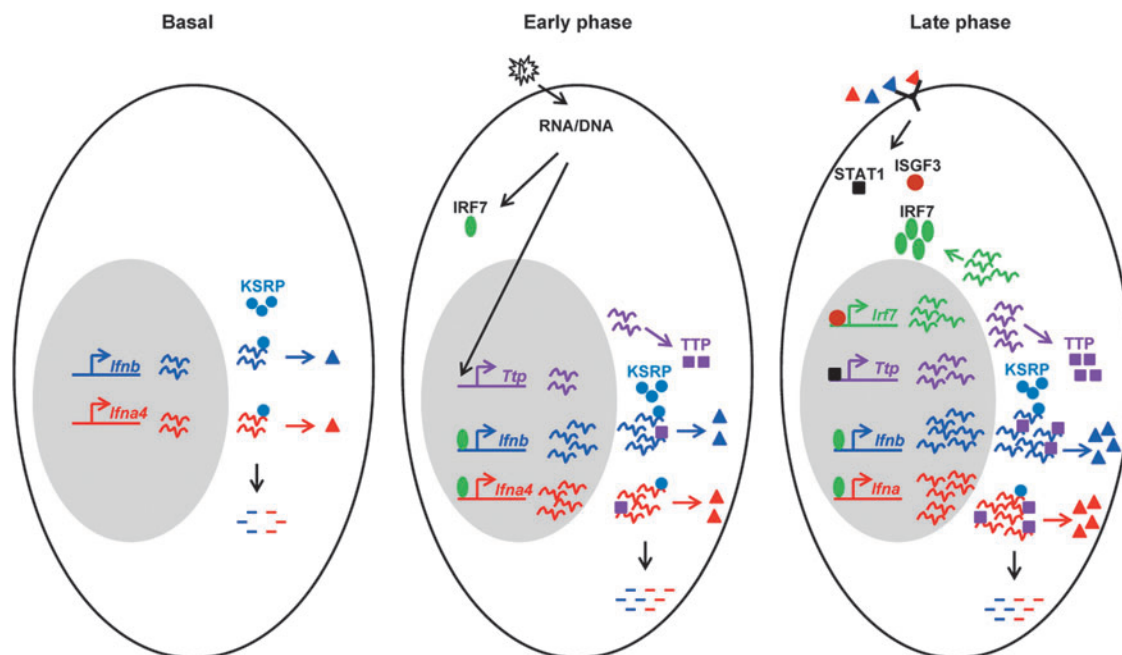 Basal
Early phase
Late phase
KSRP
Ifnb
Ifna4
RNA/DNA
IRF7
Ttp
TTP
KSRP
Ifnb
Ifna4
STAT1
ISGF3
IRF7
Irf7
Ttp
TTP
KSRP
Ifnb
Ifna